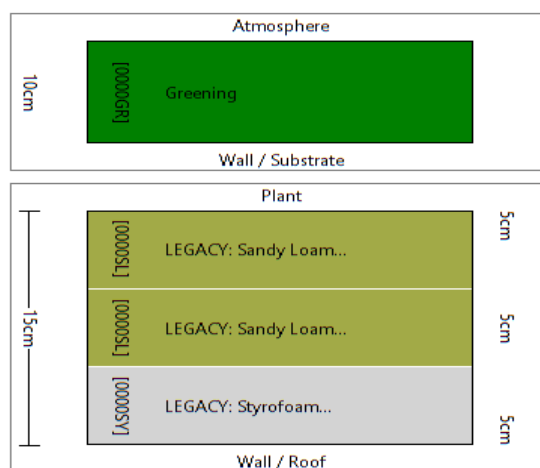 Atmosphere
10cm
[0000GR]
Greening
Wall / Substrate
Plant
15cm
[0000SL]
LEGACY: Sandy Loam...
5cm
[0000SL]
LEGACY: Sandy Loam...
5cm
[0000SY]
LEGACY: Styrofoam...
5cm
Wall / Roof